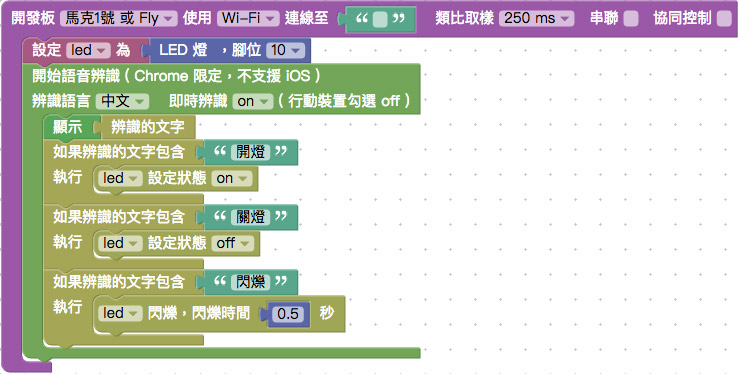 開發板 馬克1號 或 Fly 使用 Wi-Fi 連線至 “ ” 類比取樣 250 ms 串聯 協同控制
設定 led 為 LED 燈 ，腳位 10
開始語音辨識 ( Chrome 限定，不支援 iOS )
辨識語言 中文 即時辨識 on ( 行動裝置勾選 off )
顯示 辨識的文字
如果辨識的文字包含 “ 開燈 ”
執行 led 設定狀態 on
如果辨識的文字包含 “ 關燈 ”
執行 led 設定狀態 off
如果辨識的文字包含 “ 閃爍 ”
執行 led 閃爍，閃爍時間 0.5 秒